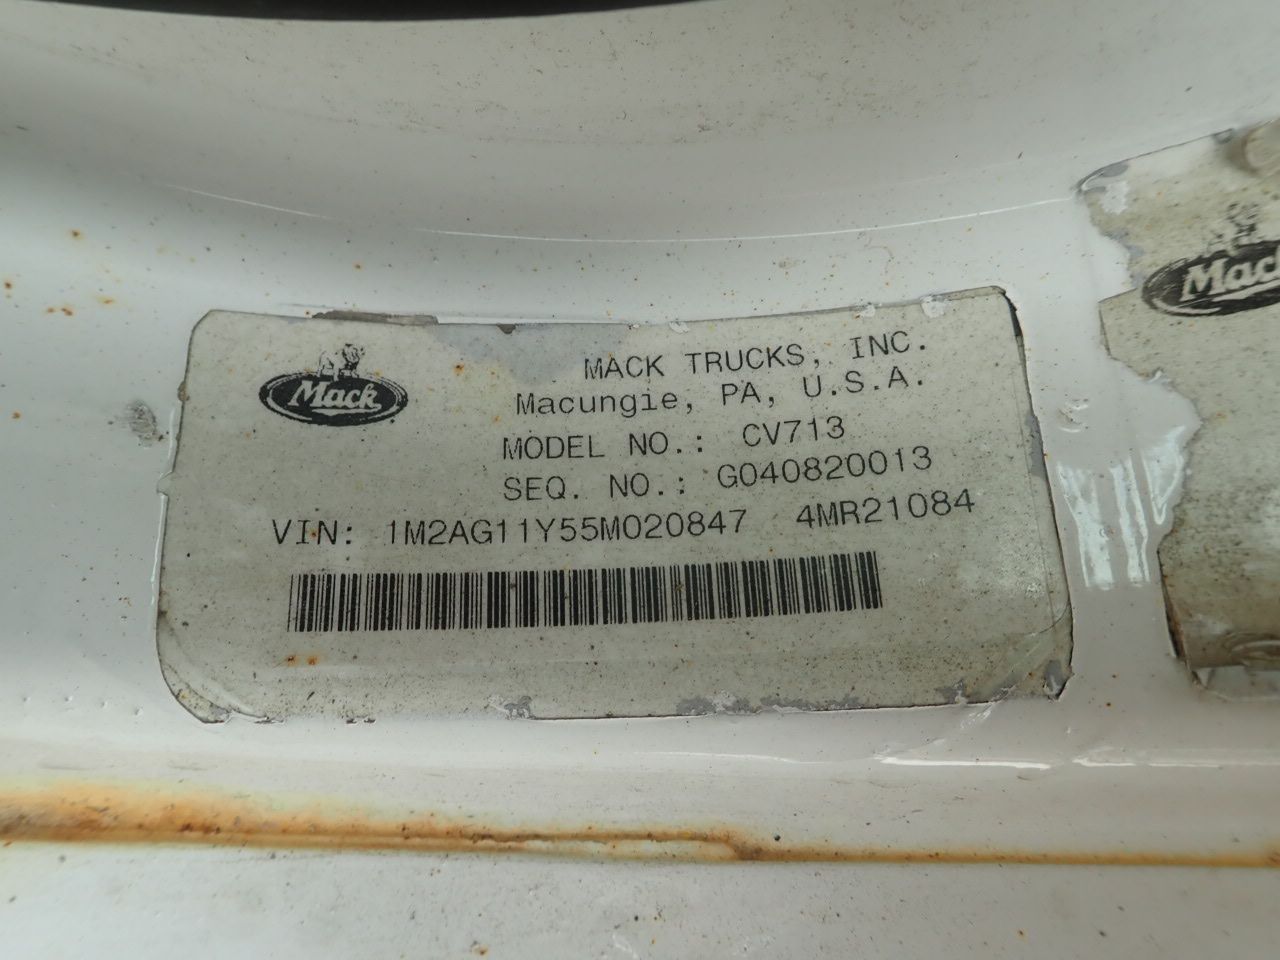 Mack
MACK TRUCKS, INC.
Macungie, PA, U.S.A.
MODEL NO.: CV713
SEQ. NO.: G040820013
VIN: 1M2AG11Y55M020847 4MR21084
Mack